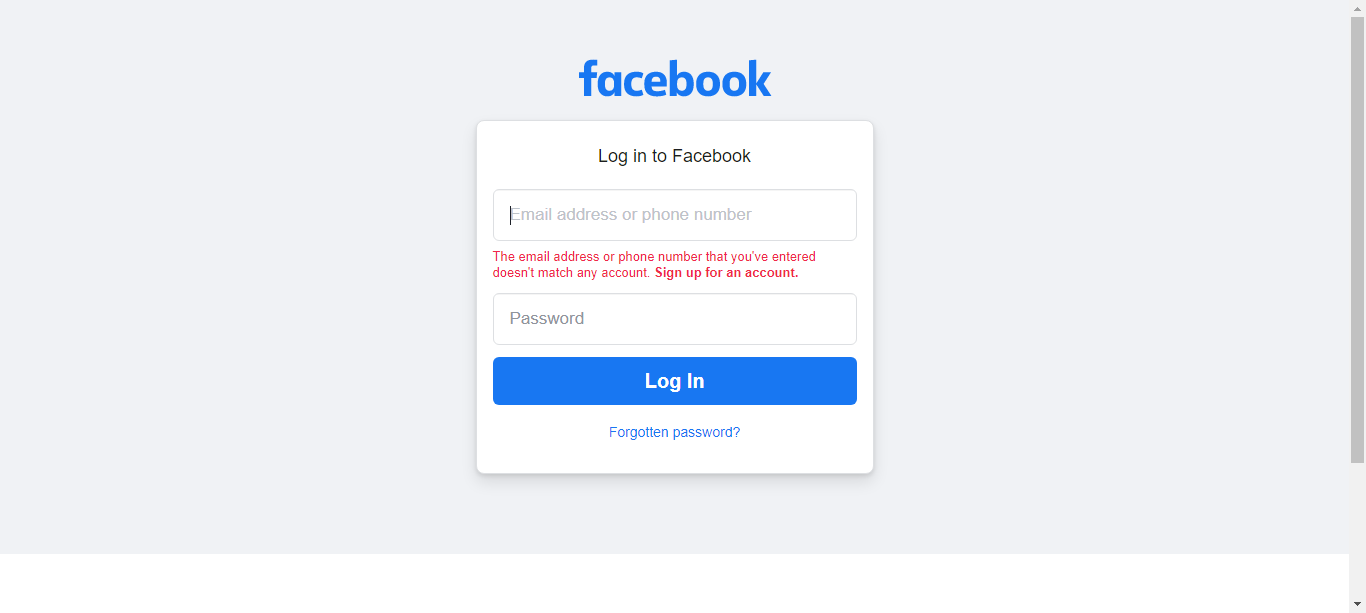 facebook
Log in to Facebook
Email address or phone number
The email address or phone number that you've entered
doesn't match any account. Sign up for an account.
Password
Log In
Forgotten password?